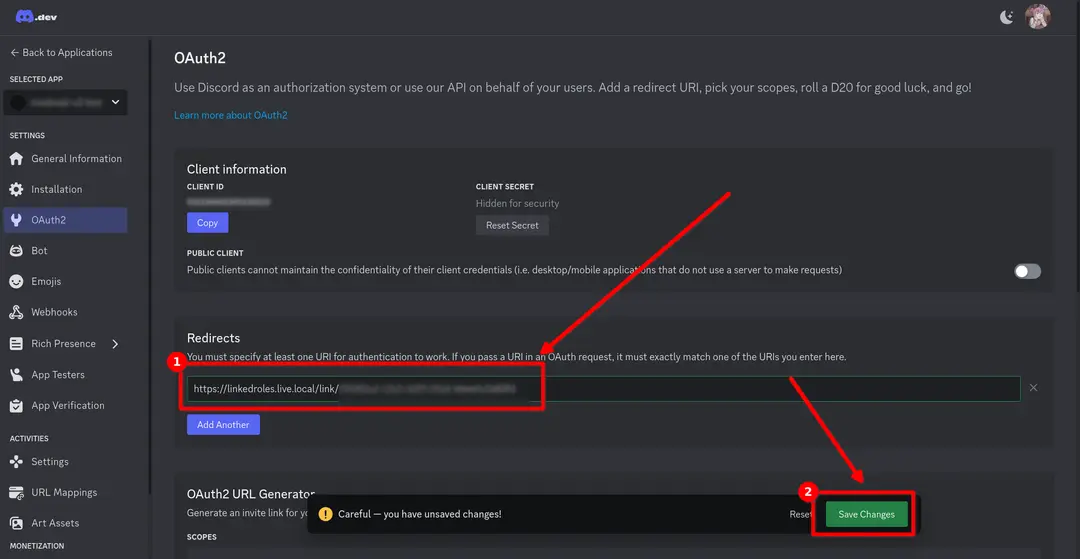 .dev
Back to Applications
SELECTED APP
SETTINGS
General Information
Installation
OAuth2
Bot
Emojis
Webhooks
Rich Presence
App Testers
App Verification
ACTIVITIES
Settings
URL Mappings
Art Assets
MONETIZATION
OAuth2
Use Discord as an authorization system or use our API on behalf of your users. Add a redirect URI, pick your scopes, roll a D20 for good luck, and go!
Learn more about OAuth2
Client information
CLIENT ID
Copy
CLIENT SECRET
Hidden for security
Reset Secret
PUBLIC CLIENT
Public clients cannot maintain the confidentiality of their client credentials (i.e. desktop/mobile applications that do not use a server to make requests)
Redirects
You must specify at least one URI for authentication to work. If you pass a URI in an OAuth request, it must exactly match one of the URIs you enter here.
1
https://linkedroles.live.local/link/
Add Another
OAuth2 URL Generator
Generate an invite link for
SCOPES
Careful — you have unsaved changes!
Reset
2
Save Changes